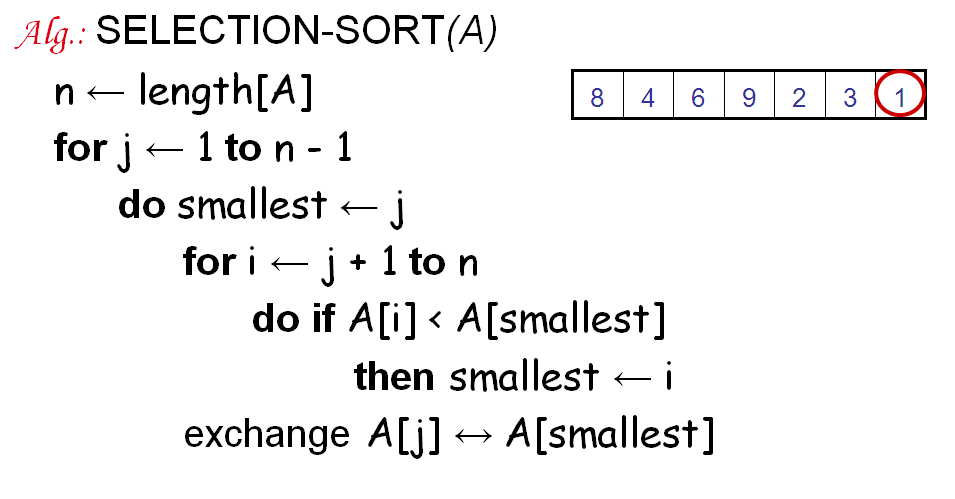 Alg.: SELECTION-SORT(A)
n ← length[A]
8 4 6 9 2 3 1
for j ← 1 to n - 1
do smallest ← j
for i ← j + 1 to n
do if A[i] < A[smallest]
then smallest ← i
exchange A[j] ↔ A[smallest]